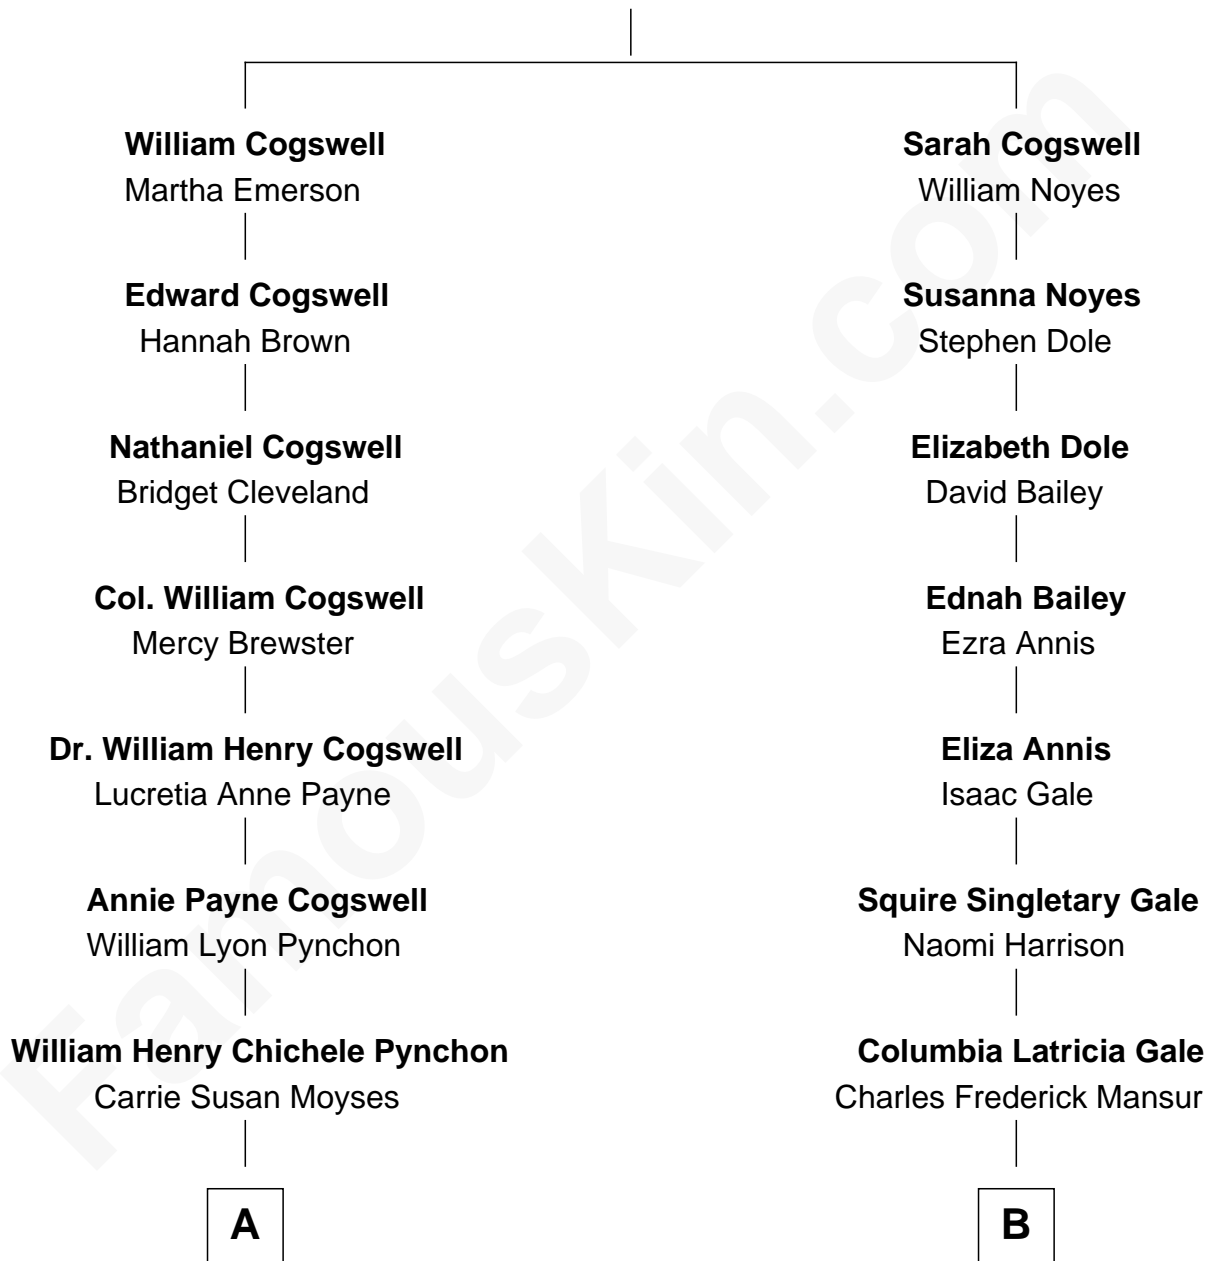 William Cogswell
Martha Emerson
Edward Cogswell
Hannah Brown
Nathaniel Cogswell
Bridget Cleveland
Col. William Cogswell
Mercy Brewster
Dr. William Henry Cogswell
Lucretia Anne Payne
Annie Payne Cogswell
William Lyon Pynchon
William Henry Chichele Pynchon
Carrie Susan Moyses
A
Sarah Cogswell
William Noyes
Susanna Noyes
Stephen Dole
Elizabeth Dole
David Bailey
Ednah Bailey
Ezra Annis
Eliza Annis
Isaac Gale
Squire Singletary Gale
Naomi Harrison
Columbia Latricia Gale
Charles Frederick Mansur
B
FamousKin.com